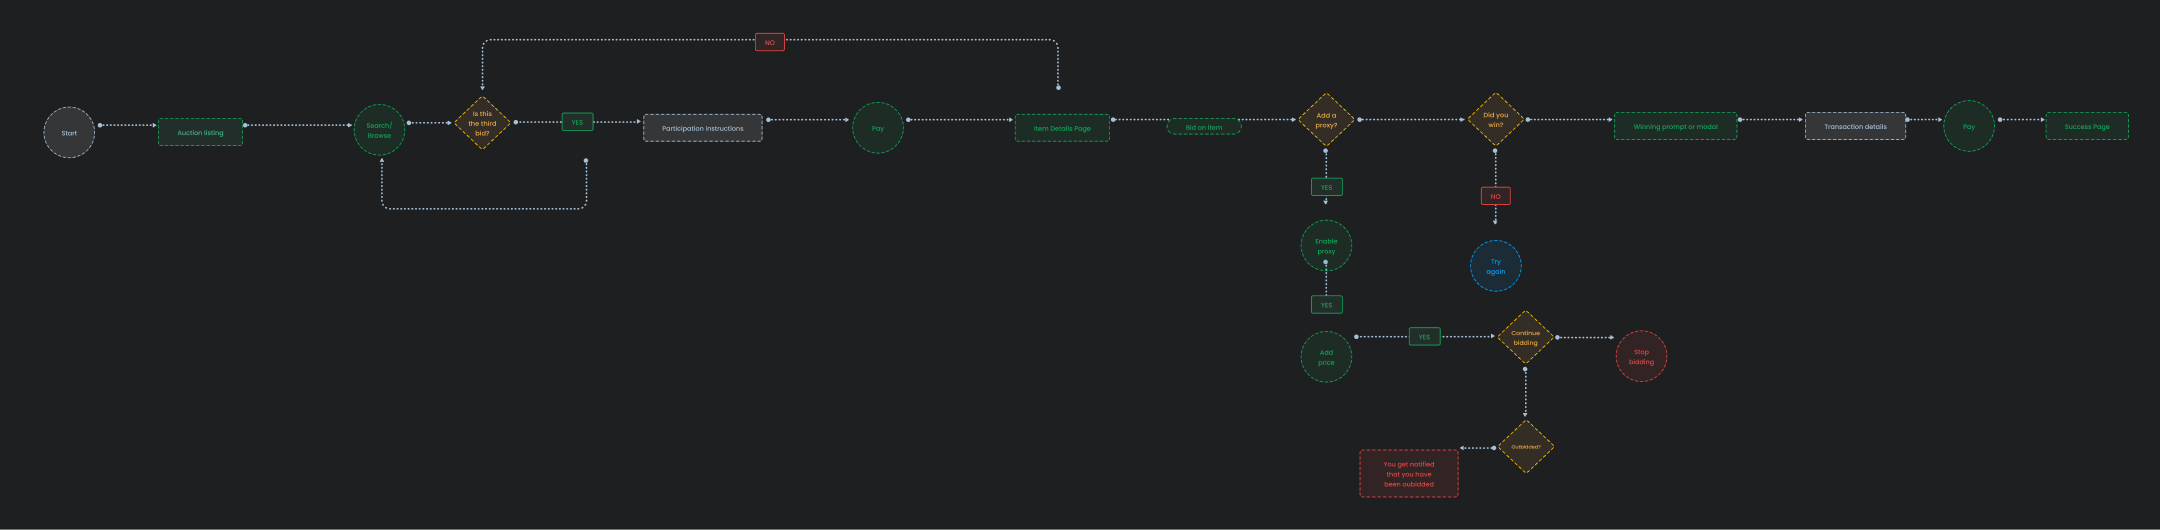 NO
Start
Auction listing
Search/
Browse
Is this
the third
bid?
YES
Participation Instructions
Pay
Item Details Page
Bid on item
Add a
proxy?
Did you
win?
Winning prompt or modal
Transaction details
Pay
Success Page
YES
NO
Enable
proxy
Try
again
YES
Add
price
YES
Continue
bidding
Stop
bidding
Outbidded?
You get notified
that you have
been oubidded